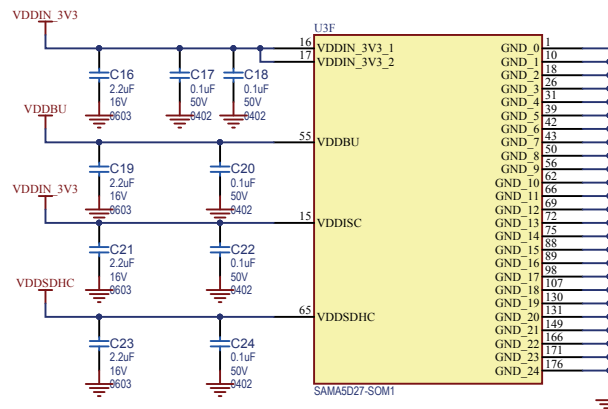 VDDIN_3V3
U3F
16 VDDIN_3V3_1 GND_0 1
17 VDDIN_3V3_2 GND_1 10
GND_2 18
GND_3 26
GND_4 31
GND_5 39
GND_6 42
GND_7 43
GND_8 50
GND_9 56
GND_10 62
GND_11 66
GND_12 69
GND_13 72
GND_14 75
GND_15 88
GND_16 89
GND_17 98
GND_18 107
GND_19 130
GND_20 131
GND_21 149
GND_22 166
GND_23 171
GND_24 176
C16
2.2uF
16V
0603
C17
0.1uF
50V
0402
C18
0.1uF
50V
0402
VDDBU
55 VDDBU
C19
2.2uF
16V
0603
C20
0.1uF
50V
0402
VDDIN_3V3
15 VDDISC
C21
2.2uF
16V
0603
C22
0.1uF
50V
0402
VDDSDHC
65 VDDSDHC
C23
2.2uF
16V
0603
C24
0.1uF
50V
0402
SAMA5D27-SOM1